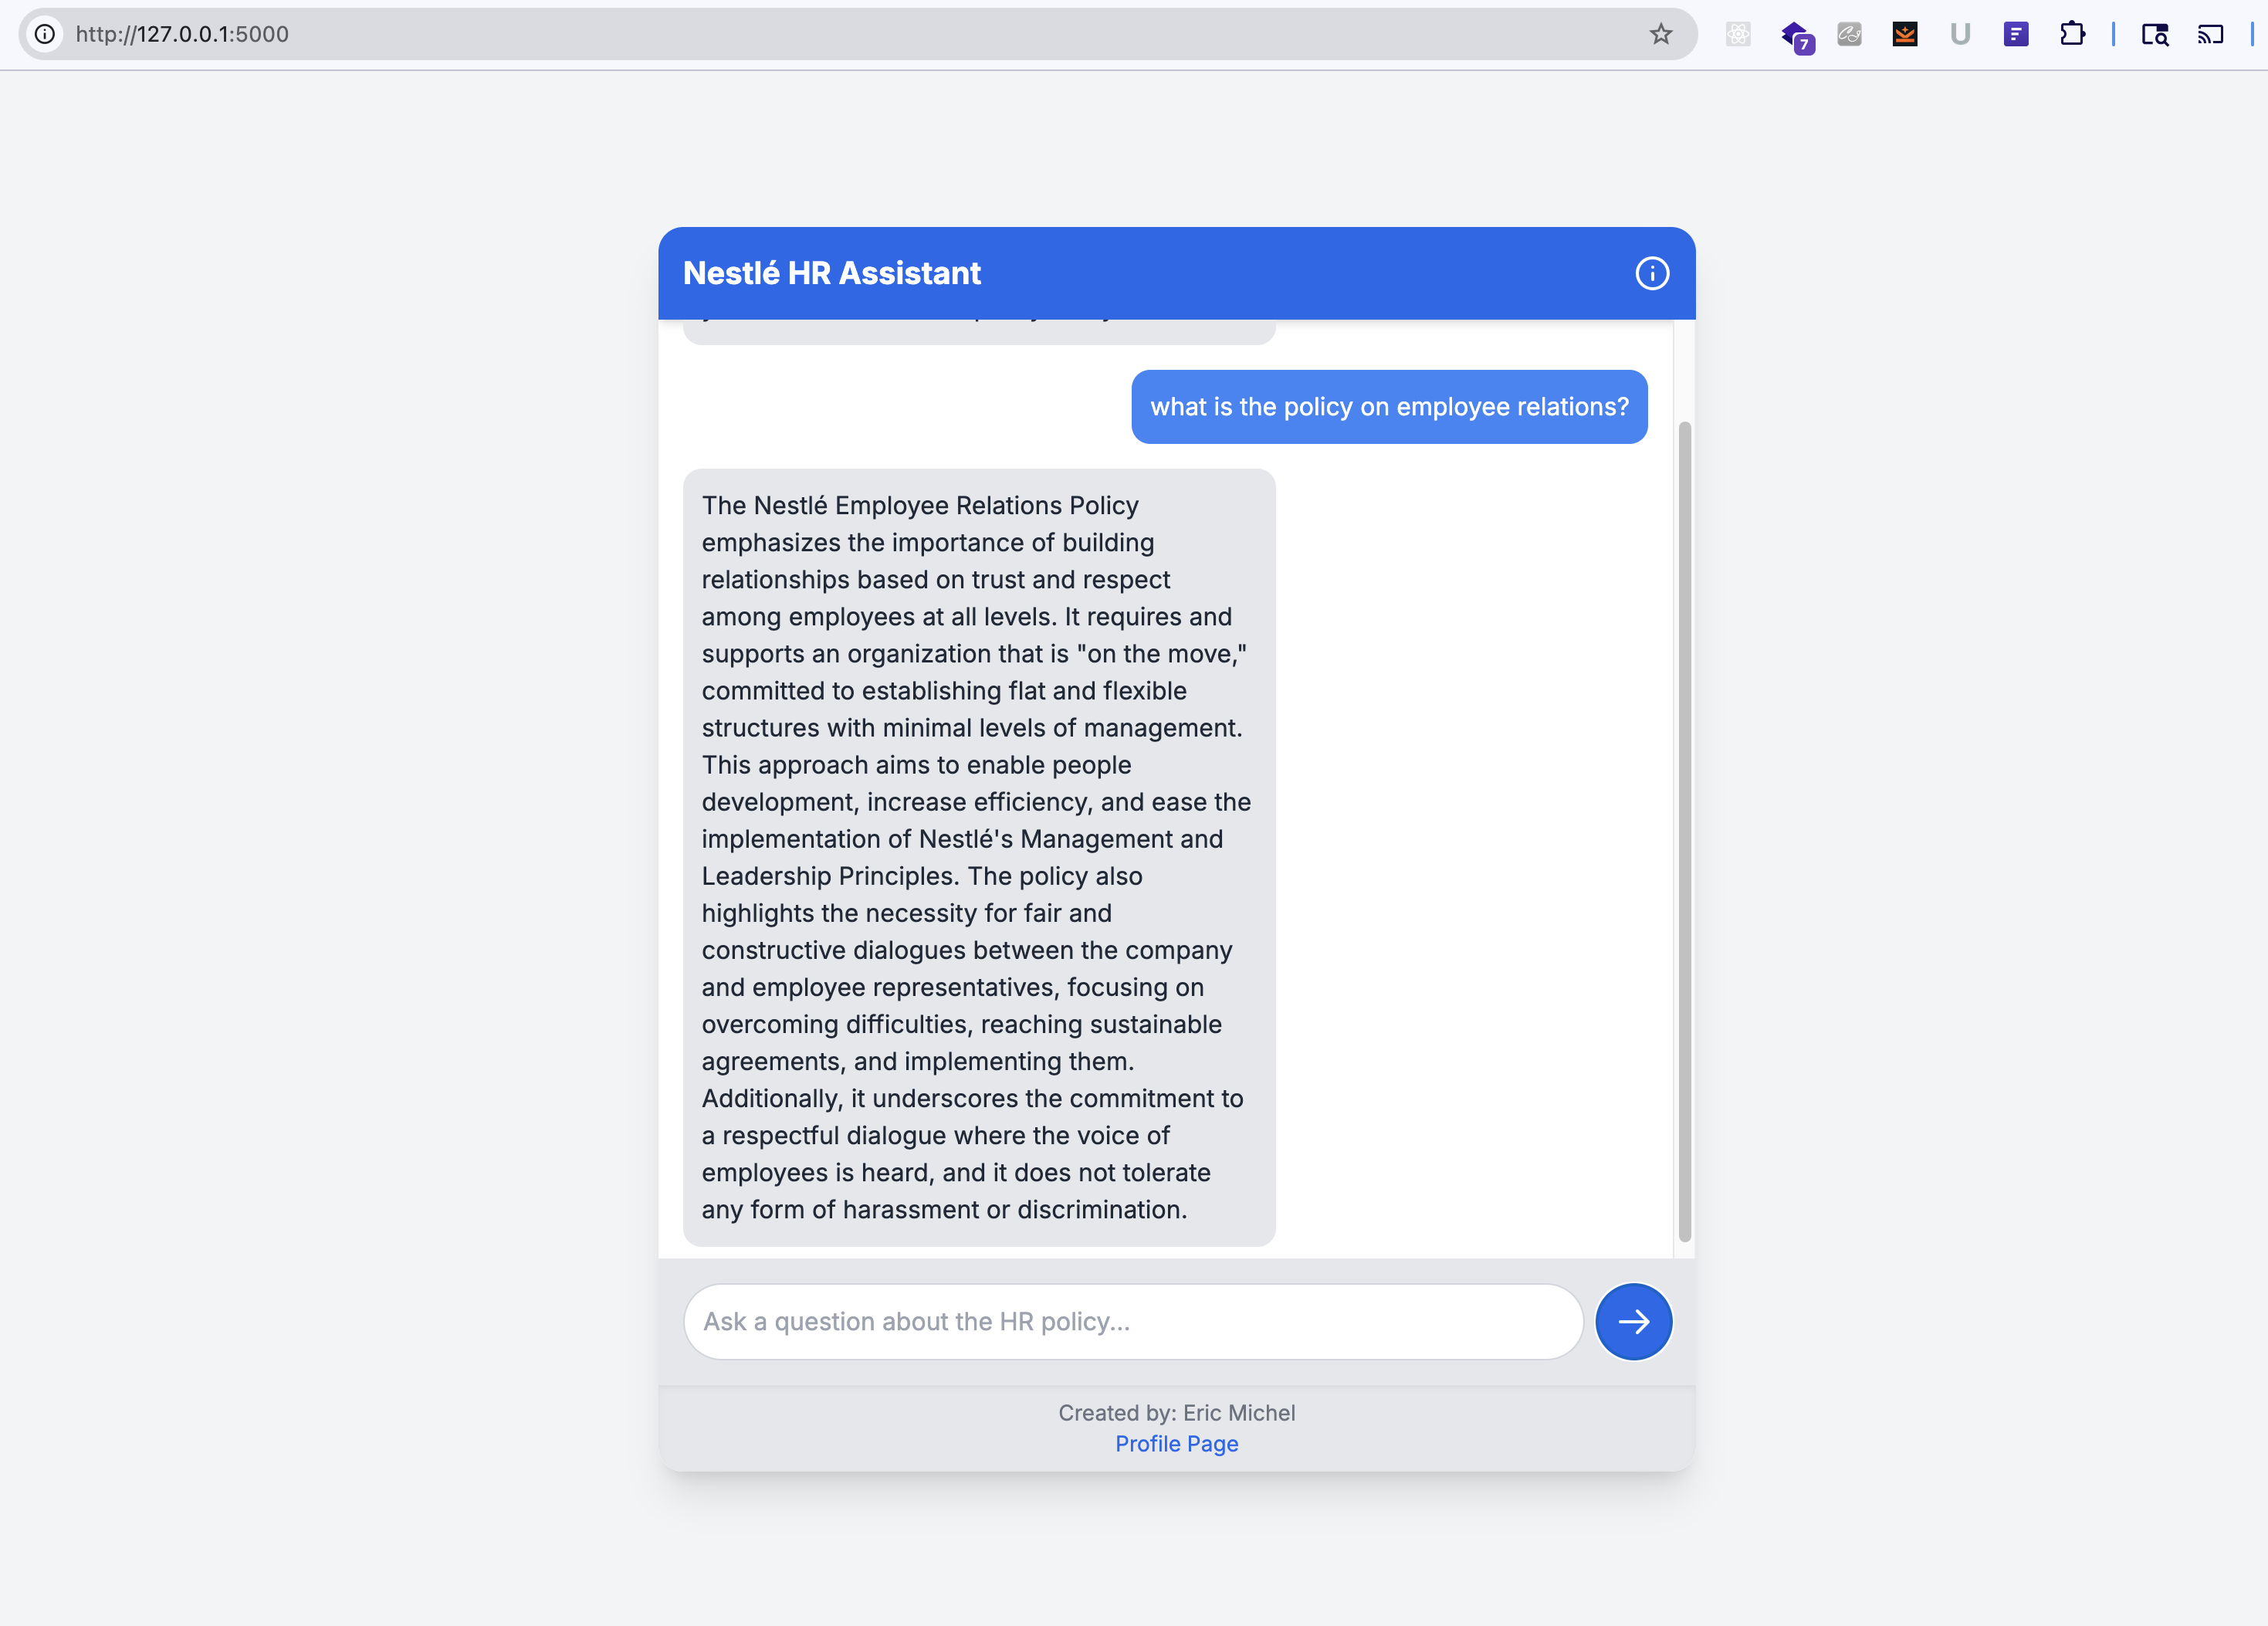 http://127.0.0.1:5000
7
U
Nestlé HR Assistant
what is the policy on employee relations?
The Nestlé Employee Relations Policy
emphasizes the importance of building
relationships based on trust and respect
among employees at all levels. It requires and
supports an organization that is "on the move,"
committed to establishing flat and flexible
structures with minimal levels of management.
This approach aims to enable people
development, increase efficiency, and ease the
implementation of Nestlé's Management and
Leadership Principles. The policy also
highlights the necessity for fair and
constructive dialogues between the company
and employee representatives, focusing on
overcoming difficulties, reaching sustainable
agreements, and implementing them.
Additionally, it underscores the commitment to
a respectful dialogue where the voice of
employees is heard, and it does not tolerate
any form of harassment or discrimination.
Ask a question about the HR policy...
Created by: Eric Michel
Profile Page